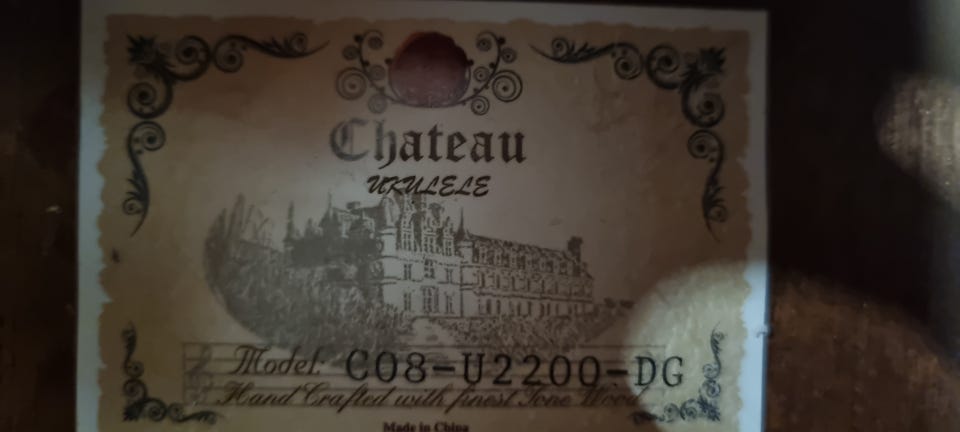 Chateau
UKULELE
Model: C08-U2200-DG
Hand Crafted with finest Tone Wood
Made in China